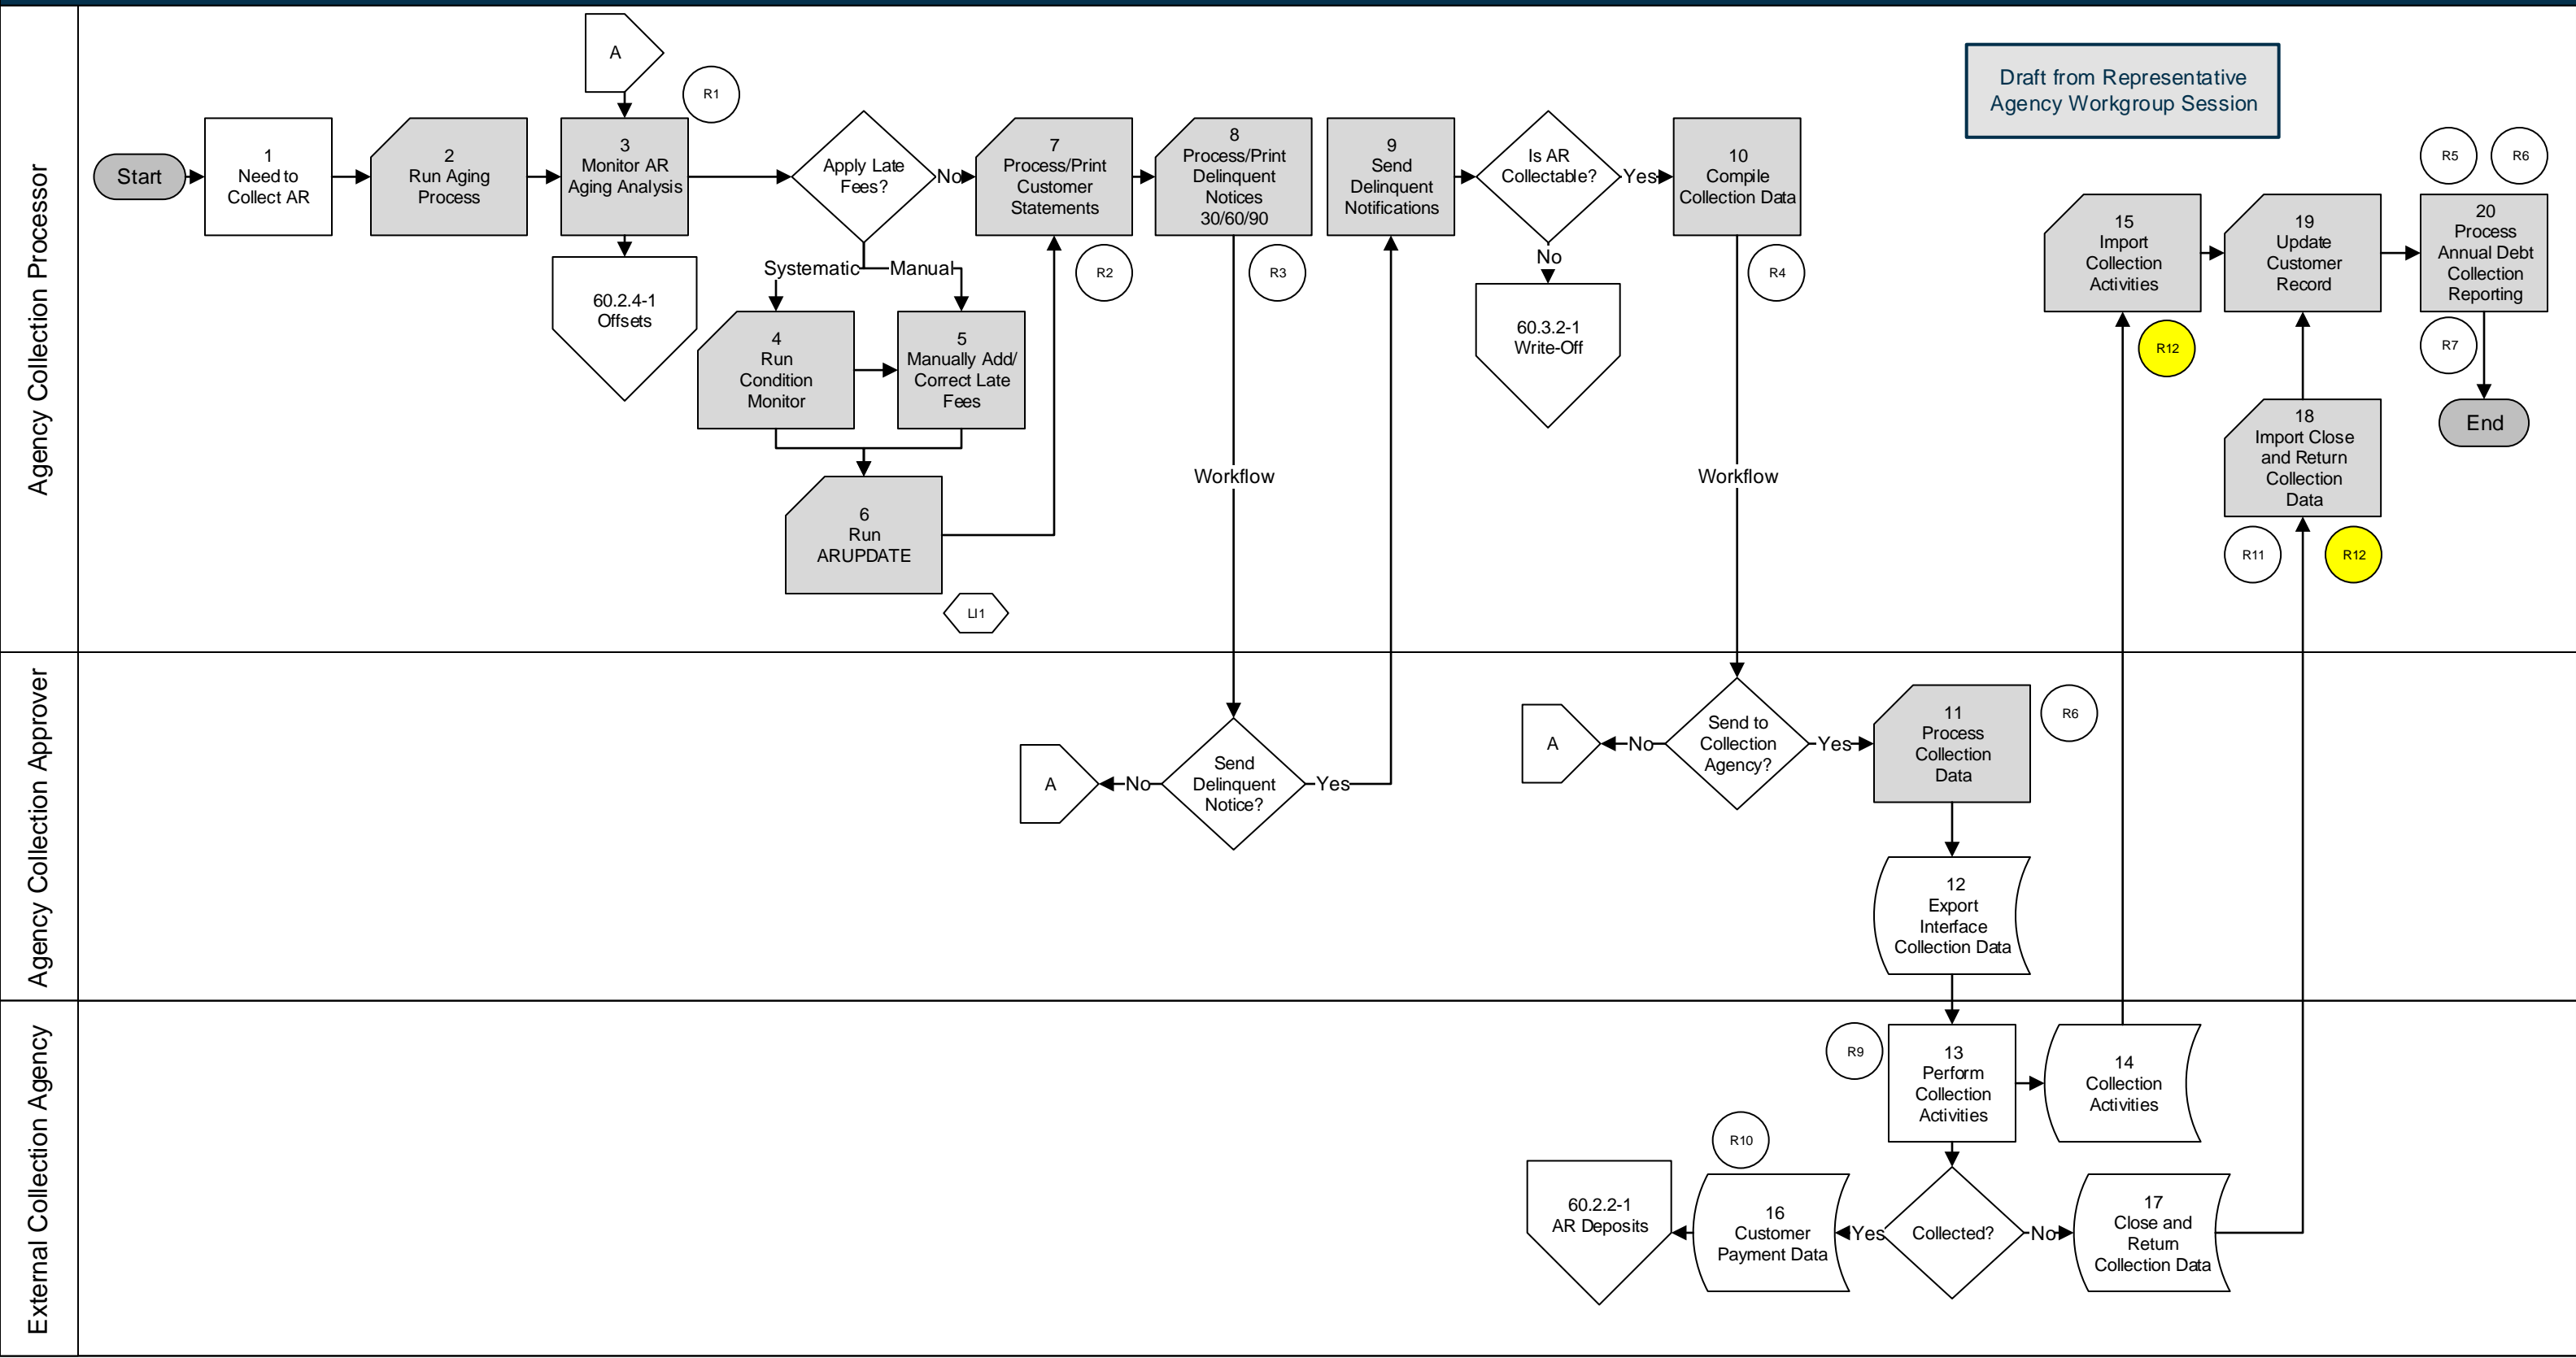 Agency Collection Processor
A
R1
Draft from Representative
Agency Workgroup Session
Start
1
Need to
Collect AR
2
Run Aging
Process
3
Monitor AR
Aging Analysis
60.2.4-1
Offsets
Apply Late
Fees?
No
Systematic
Manual
4
Run
Condition
Monitor
5
Manually Add/
Correct Late
Fees
6
Run
ARUPDATE
LI1
7
Process/Print
Customer
Statements
R2
8
Process/Print
Delinquent
Notices
30/60/90
R3
Workflow
9
Send
Delinquent
Notifications
Is AR
Collectable?
Yes
No
60.3.2-1
Write-Off
10
Compile
Collection Data
R4
Workflow
15
Import
Collection
Activities
R12
19
Update
Customer
Record
R5
R6
20
Process
Annual Debt
Collection
Reporting
R7
End
18
Import Close
and Return
Collection
Data
R11
R12
Agency Collection Approver
A
No
Send
Delinquent
Notice?
Yes
A
No
Send to
Collection
Agency?
Yes
11
Process
Collection
Data
R6
12
Export
Interface
Collection Data
External Collection Agency
R9
13
Perform
Collection
Activities
14
Collection
Activities
R10
60.2.2-1
AR Deposits
16
Customer
Payment Data
Yes
Collected?
No
17
Close and
Return
Collection Data